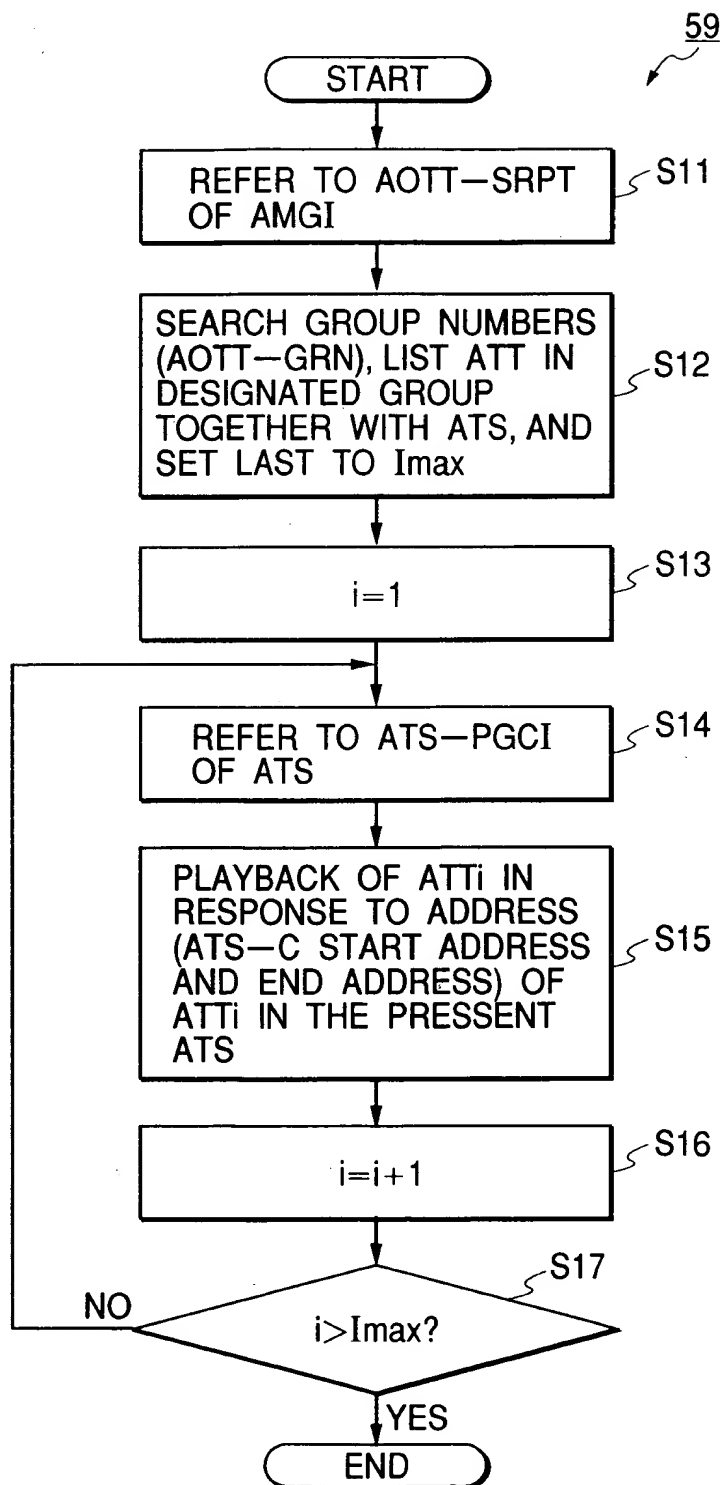 59
START
REFER TO AOTT—SRPT
OF AMGI
S11
SEARCH GROUP NUMBERS
(AOTT—GRN), LIST ATT IN
DESIGNATED GROUP
TOGETHER WITH ATS, AND
SET LAST TO Imax
S12
i=1
S13
REFER TO ATS—PGCI
OF ATS
S14
PLAYBACK OF ATTi IN
RESPONSE TO ADDRESS
(ATS—C START ADDRESS
AND END ADDRESS) OF
ATTi IN THE PRESSENT
ATS
S15
i=i+1
S16
S17
NO
i>Imax?
YES
END